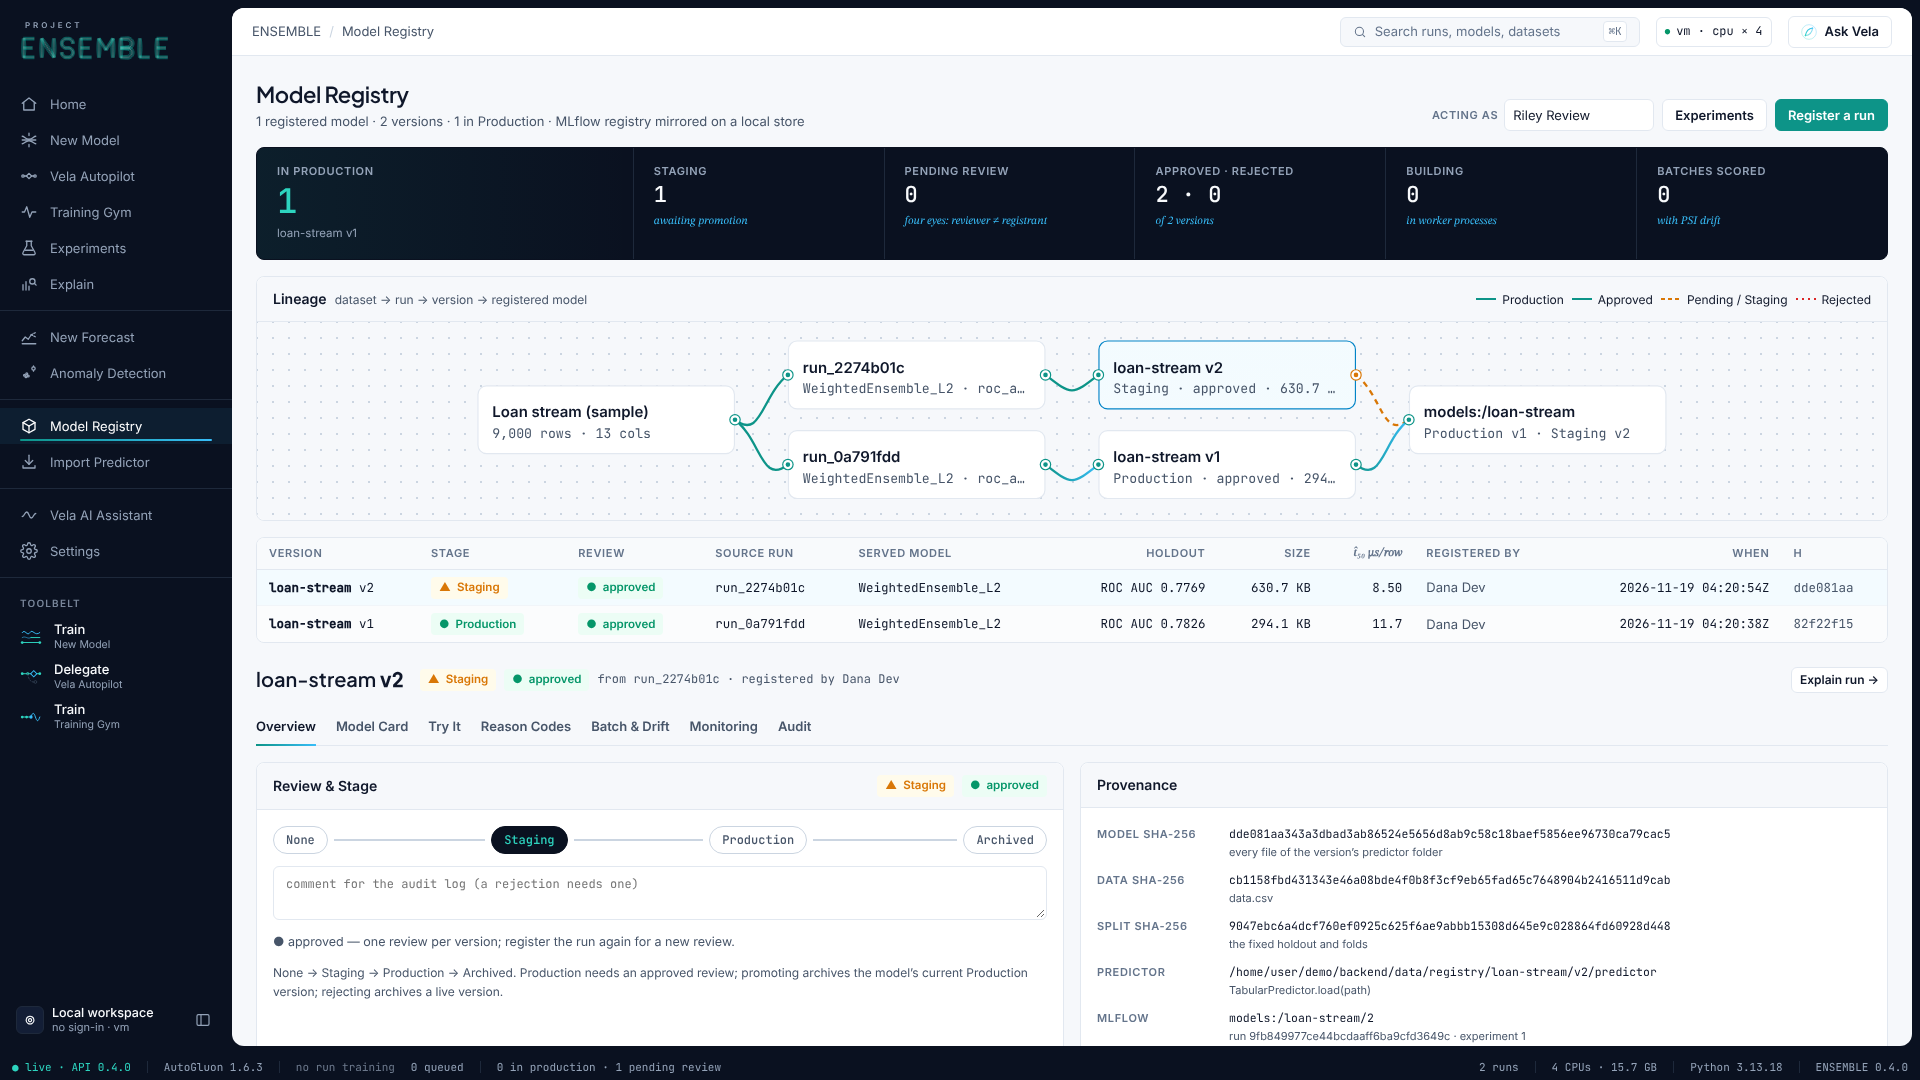 PROJECT
ENSEMBLE
Home
New Model
Vela Autopilot
Training Gym
Experiments
Explain
New Forecast
Anomaly Detection
Model Registry
Import Predictor
Vela AI Assistant
Settings
TOOLBELT
Train
New Model
Delegate
Vela Autopilot
Train
Training Gym
Local workspace
no sign-in · vm
ENSEMBLE / Model Registry
Search runs, models, datasets ⌘K
vm · cpu × 4
Ask Vela
Model Registry
1 registered model · 2 versions · 1 in Production · MLflow registry mirrored on a local store
ACTING AS Riley Review Experiments Register a run
IN PRODUCTION
1
loan-stream v1
STAGING
1
awaiting promotion
PENDING REVIEW
0
four eyes: reviewer ≠ registrant
APPROVED · REJECTED
2 · 0
of 2 versions
BUILDING
0
in worker processes
BATCHES SCORED
0
with PSI drift
Lineage dataset → run → version → registered model
Production Approved Pending / Staging Rejected
Loan stream (sample)
9,000 rows · 13 cols
run_2274b01c
WeightedEnsemble_L2 · roc_a…
run_0a791fdd
WeightedEnsemble_L2 · roc_a…
loan-stream v2
Staging · approved · 630.7 …
loan-stream v1
Production · approved · 294…
models:/loan-stream
Production v1 · Staging v2
VERSION STAGE REVIEW SOURCE RUN SERVED MODEL HOLDOUT SIZE t̂₅₀ µs/row REGISTERED BY WHEN H
loan-stream v2 Staging approved run_2274b01c WeightedEnsemble_L2 ROC AUC 0.7769 630.7 KB 8.50 Dana Dev 2026-11-19 04:20:54Z dde081aa
loan-stream v1 Production approved run_0a791fdd WeightedEnsemble_L2 ROC AUC 0.7826 294.1 KB 11.7 Dana Dev 2026-11-19 04:20:38Z 82f22f15
loan-stream v2 Staging approved from run_2274b01c · registered by Dana Dev
Explain run →
Overview Model Card Try It Reason Codes Batch & Drift Monitoring Audit
Review & Stage Staging approved
None Staging Production Archived
comment for the audit log (a rejection needs one)
approved — one review per version; register the run again for a new review.
None → Staging → Production → Archived. Production needs an approved review; promoting archives the model's current Production
version; rejecting archives a live version.
Provenance
MODEL SHA-256 dde081aa343a3dbad3ab86524e5656d8ab9c58c18baef5856ee96730ca79cac5
every file of the version's predictor folder
DATA SHA-256 cb1158fbd431343e46a08bde4f0b8f3cf9eb65fad65c7648904b2416511d9cab
data.csv
SPLIT SHA-256 9047ebc6a4dcf760ef0925c625f6ae9abbb15308d645e9c028864fd60928d448
the fixed holdout and folds
PREDICTOR /home/user/demo/backend/data/registry/loan-stream/v2/predictor
TabularPredictor.load(path)
MLFLOW models:/loan-stream/2
run 9fb849977ce44bcdaaff6ba9cfd3649c · experiment 1
live · API 0.4.0 AutoGluon 1.6.3 no run training 0 queued 0 in production · 1 pending review
2 runs 4 CPUs · 15.7 GB Python 3.13.18 ENSEMBLE 0.4.0